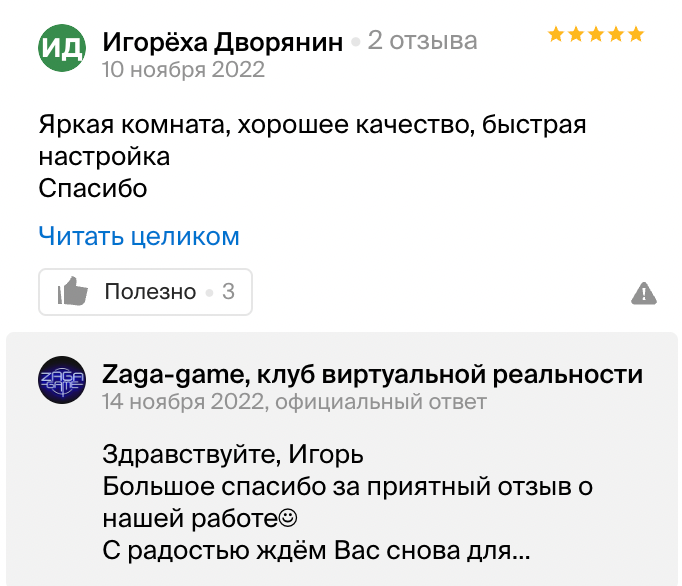 ИД
Игорёха Дворянин • 2 отзыва
10 ноября 2022
Яркая комната, хорошее качество, быстрая
настройка
Спасибо
Читать целиком
Полезно • 3
ZAGA
GAME
Zaga-game, клуб виртуальной реальности
14 ноября 2022, официальный ответ
Здравствуйте, Игорь
Большое спасибо за приятный отзыв о
нашей работе☺
С радостью ждём Вас снова для...